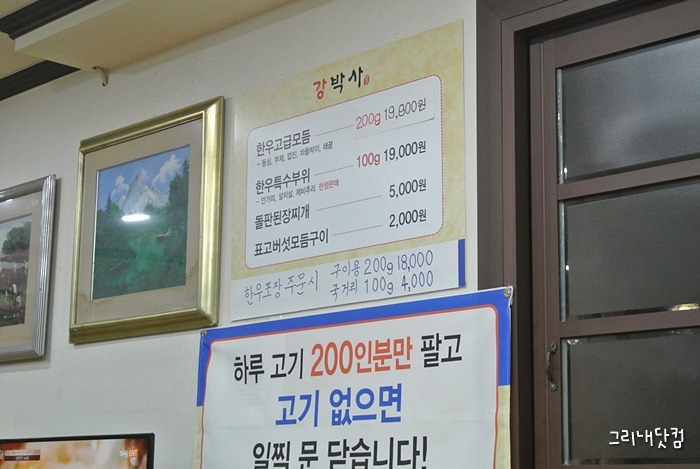 강박사
한우고급모듬 200g 19,800원
- 등심, 부채, 업진, 차돌박이, 채끝
한우특수부위 100g 19,000원
- 안거미, 살치살, 제비추리 한정판매
돌판된장찌개 5,000원
표고버섯모듬구이 2,000원
한우포장 주문시 구이용 200g 18,000
국거리 100g 4,000
하루 고기 200인분만 팔고
고기 없으면
일찍 문 닫습니다!
그리내닷컴